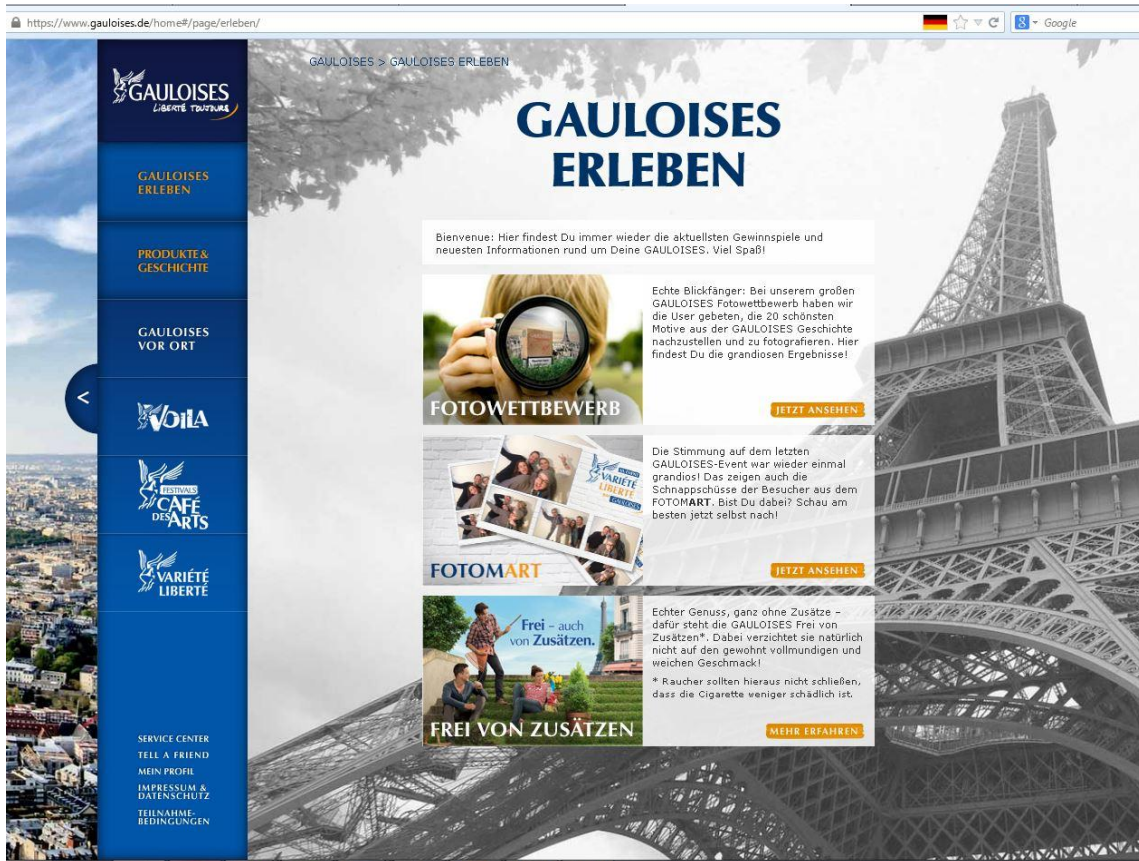 https://www.gauloises.de/home#/page/erleben/
Google
GAULOISES
LIBERTÉ TOUJOURS
GAULOISES
ERLEBEN
PRODUKTE &
GESCHICHTE
GAULOISES
VOR ORT
<
VOILA
FESTIVALS
CAFÉ
DES ARTS
VARIÉTÉ
LIBERTÉ
SERVICE CENTER
TELL A FRIEND
MEIN PROFIL
IMPRESSUM &
DATENSCHUTZ
TEILNAHME-
BEDINGUNGEN
GAULOISES > GAULOISES ERLEBEN
GAULOISES
ERLEBEN
Bienvenue: Hier findest Du immer wieder die aktuellsten Gewinnspiele und
neuesten Informationen rund um Deine GAULOISES. Viel Spaß!
FOTOWETTBEWERB
Echte Blickfänger: Bei unserem großen
GAULOISES Fotowettbewerb haben wir
die User gebeten, die 20 schönsten
Motive aus der GAULOISES Geschichte
nachzustellen und zu fotografieren. Hier
findest Du die grandiosen Ergebnisse!
JETZT ANSEHEN
VARIÉTÉ
LIBERTÉ
GAULOISES
FOTOMART
Die Stimmung auf dem letzten
GAULOISES-Event war wieder einmal
grandios! Das zeigen auch die
Schnappschüsse der Besucher aus dem
FOTOMART. Bist Du dabei? Schau am
besten jetzt selbst nach!
JETZT ANSEHEN
Frei – auch
von Zusätzen.
FREI VON ZUSÄTZEN
Echter Genuss, ganz ohne Zusätze –
dafür steht die GAULOISES Frei von
Zusätzen*. Dabei verzichtet sie natürlich
nicht auf den gewohnt vollmundigen und
weichen Geschmack!
* Raucher sollten hieraus nicht schließen,
dass die Cigarette weniger schädlich ist.
MEHR ERFAHREN